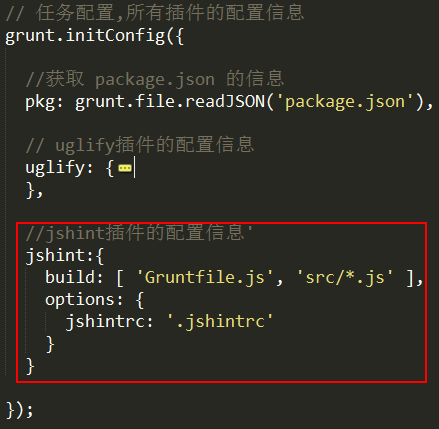 // 任务配置,所有插件的配置信息
grunt.initConfig({
//获取 package.json 的信息
pkg: grunt.file.readJSON('package.json'),
// uglify插件的配置信息
uglify: {
},
//jshint插件的配置信息'
jshint:{
build: [ 'Gruntfile.js', 'src/*.js' ],
options: {
jshintrc: '.jshintrc'
}
}
});